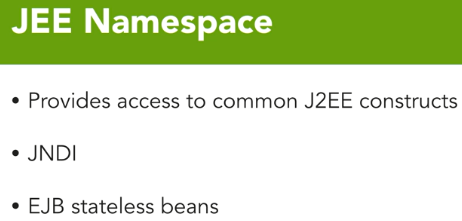 JEE Namespace
• Provides access to common J2EE constructs
• JNDI
• EJB stateless beans